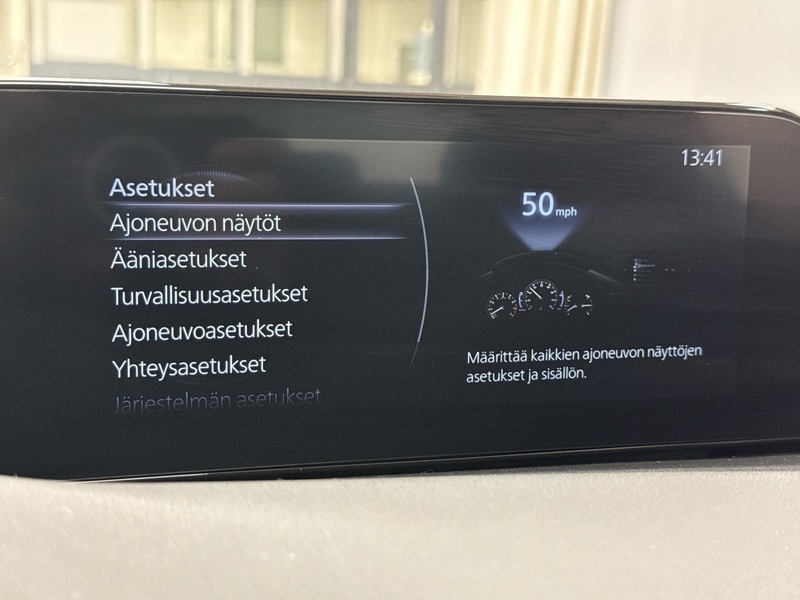 13:41
Asetukset
Ajoneuvon näytöt
Ääniasetukset
Turvallisuusasetukset
Ajoneuvoasetukset
Yhteysasetukset
Järjestelmän asetukset
50 mph
Määrittää kaikkien ajoneuvon näyttöjen
asetukset ja sisällön.